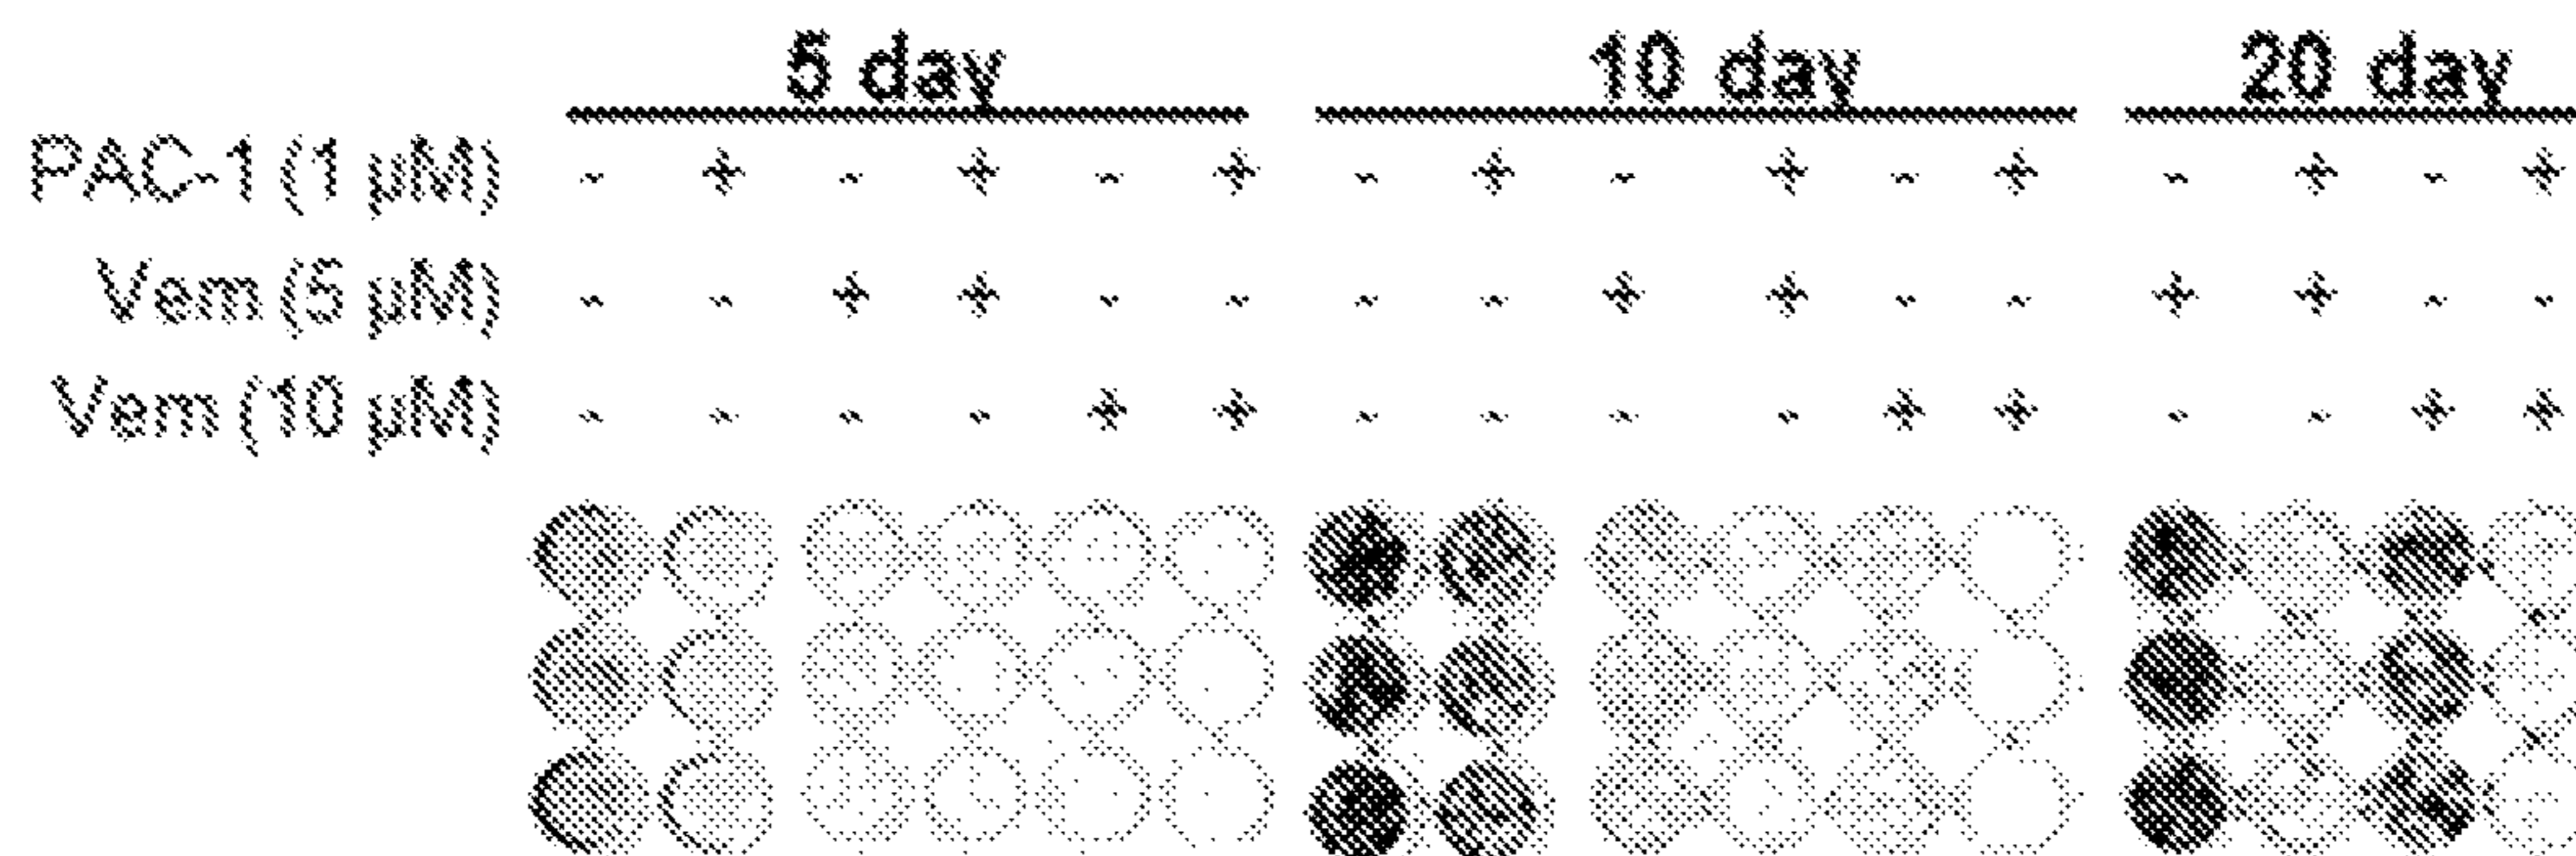 5 day 10 day 20 day
PAC-1 (1 µM) - + - + - + - + - + - + - + - +
Vem (5 µM) - - + + - - - - + + - - + + - -
Vem (10 µM) - - - - + + - - - - + + - - + +